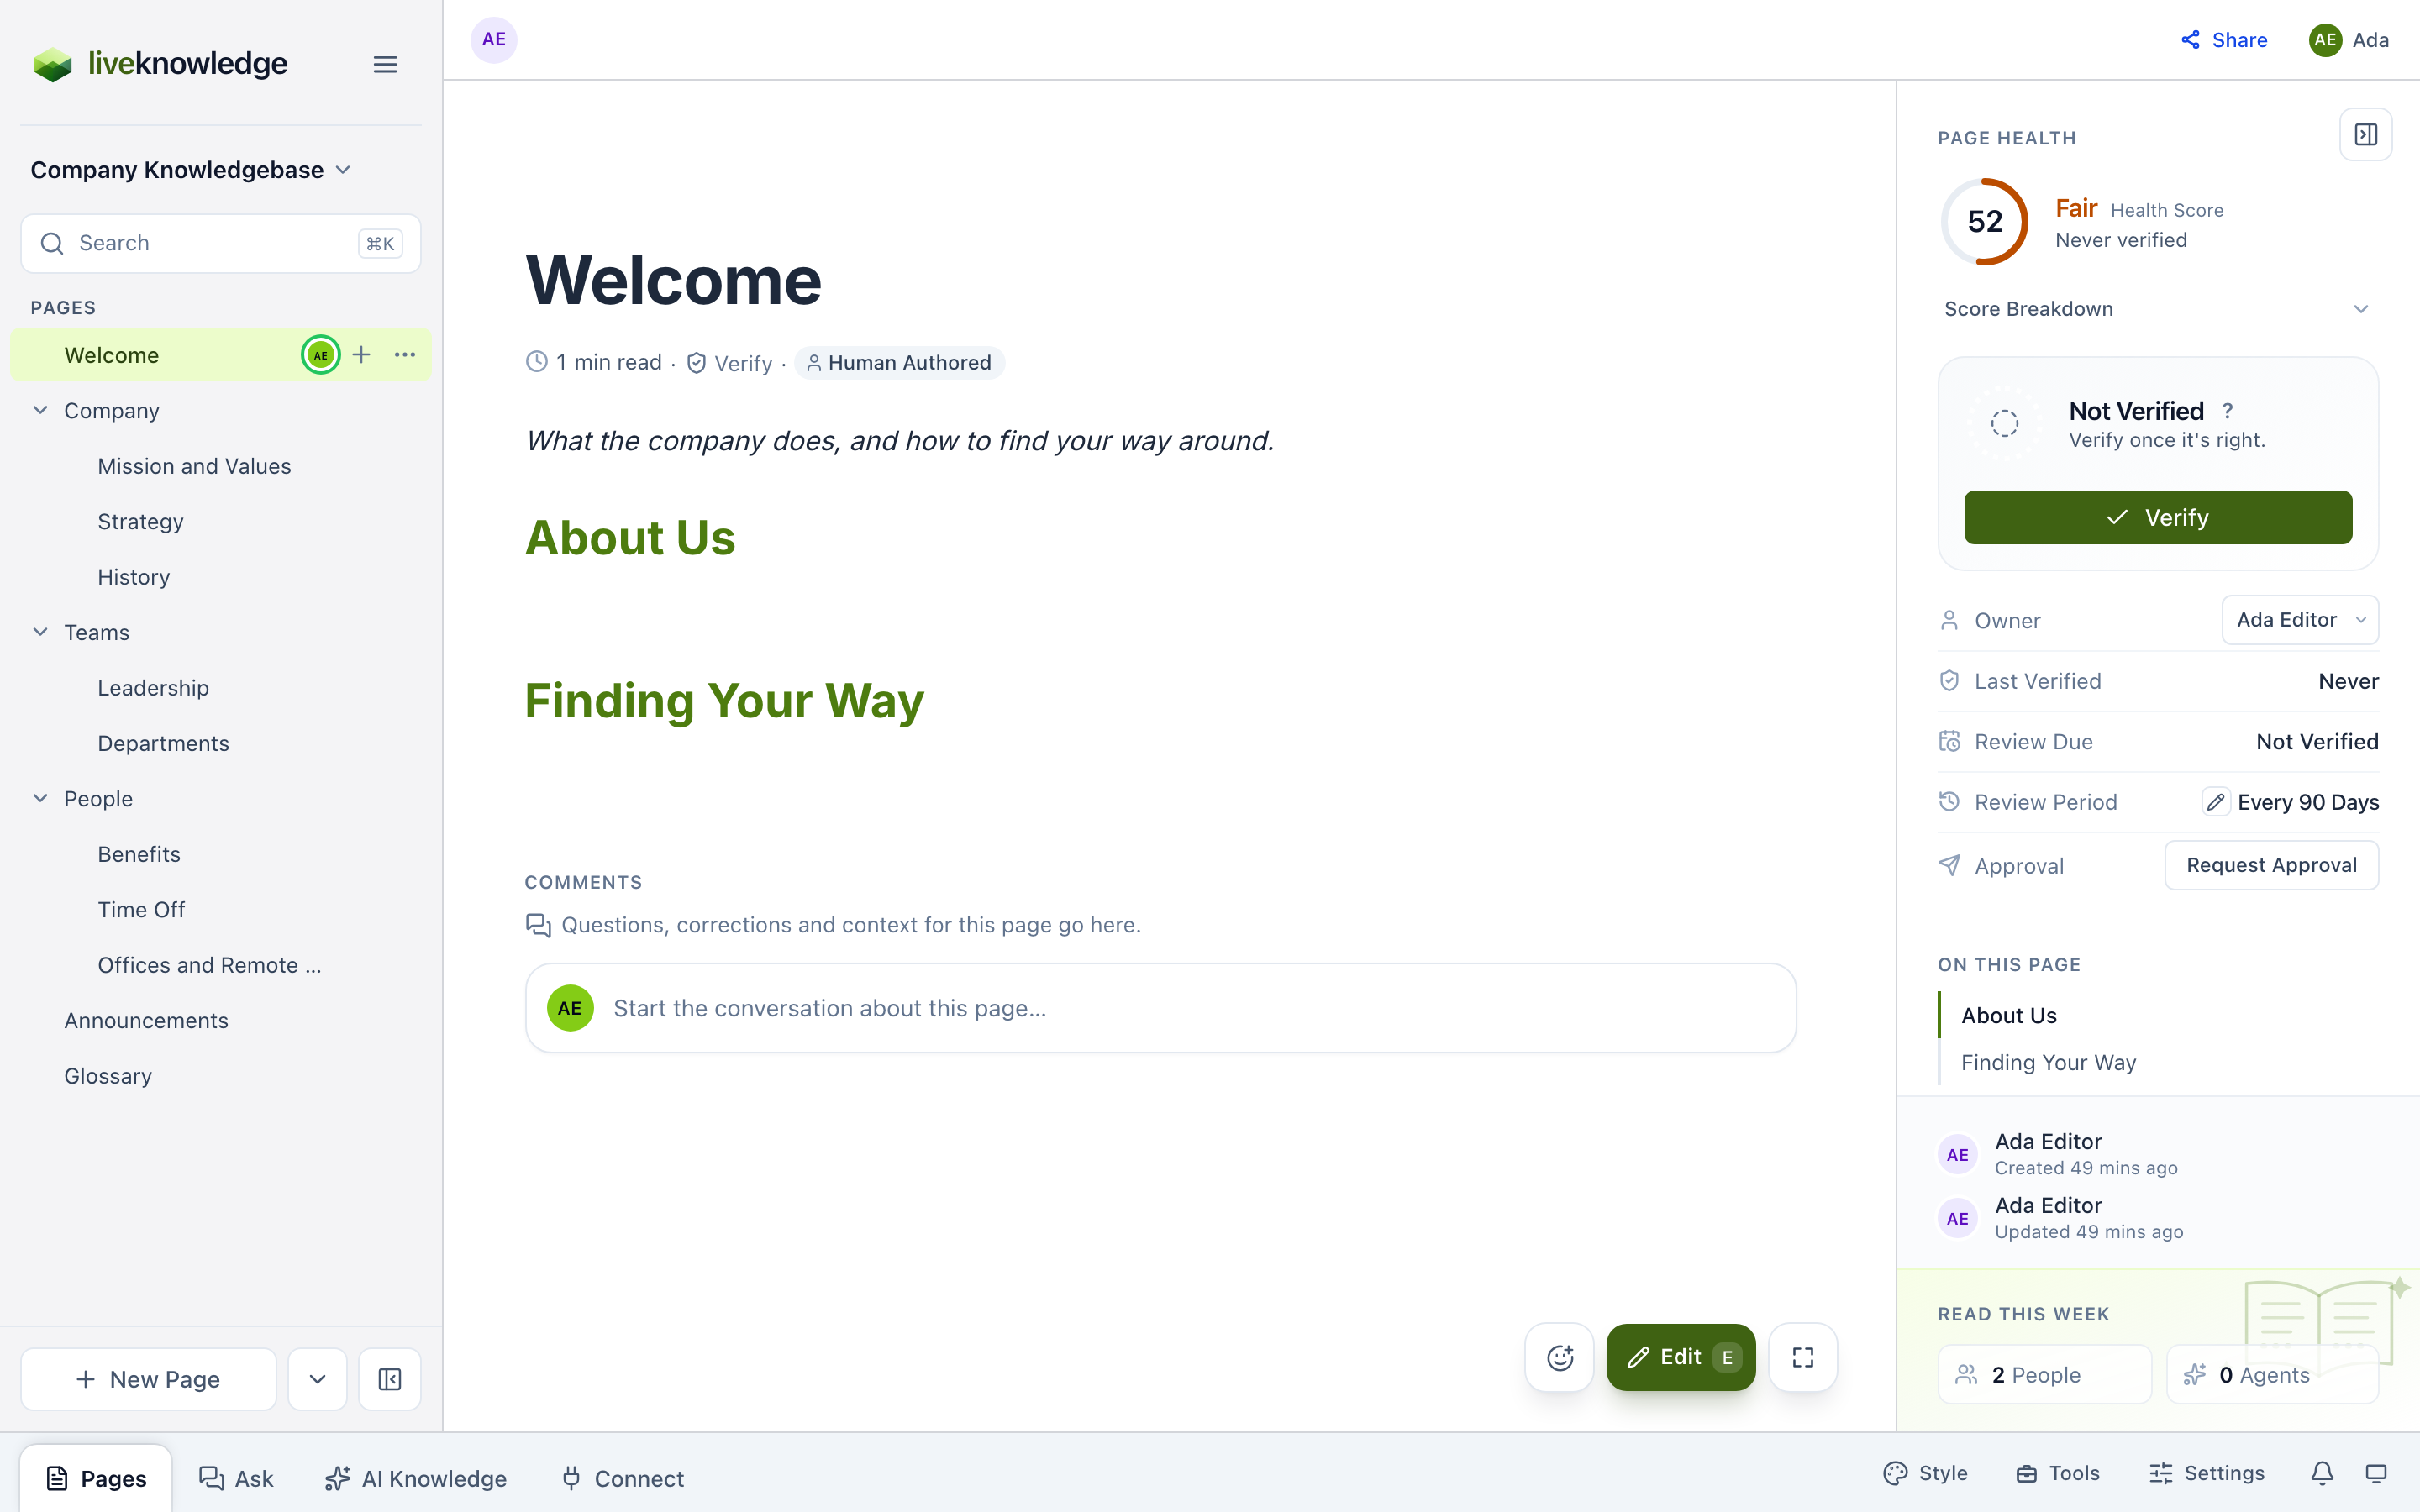 liveknowledge
Company Knowledgebase
Search ⌘K
PAGES
Welcome AE
Company
Mission and Values
Strategy
History
Teams
Leadership
Departments
People
Benefits
Time Off
Offices and Remote ...
Announcements
Glossary
New Page
AE
Share
AE Ada
Welcome
1 min read · Verify · Human Authored
What the company does, and how to find your way around.
About Us
Finding Your Way
COMMENTS
Questions, corrections and context for this page go here.
AE Start the conversation about this page...
Edit E
PAGE HEALTH
52
Fair Health Score
Never verified
Score Breakdown
Not Verified ?
Verify once it's right.
Verify
Owner Ada Editor
Last Verified Never
Review Due Not Verified
Review Period Every 90 Days
Approval Request Approval
ON THIS PAGE
About Us
Finding Your Way
AE Ada Editor
Created 49 mins ago
AE Ada Editor
Updated 49 mins ago
READ THIS WEEK
2 People
0 Agents
Pages
Ask
AI Knowledge
Connect
Style
Tools
Settings